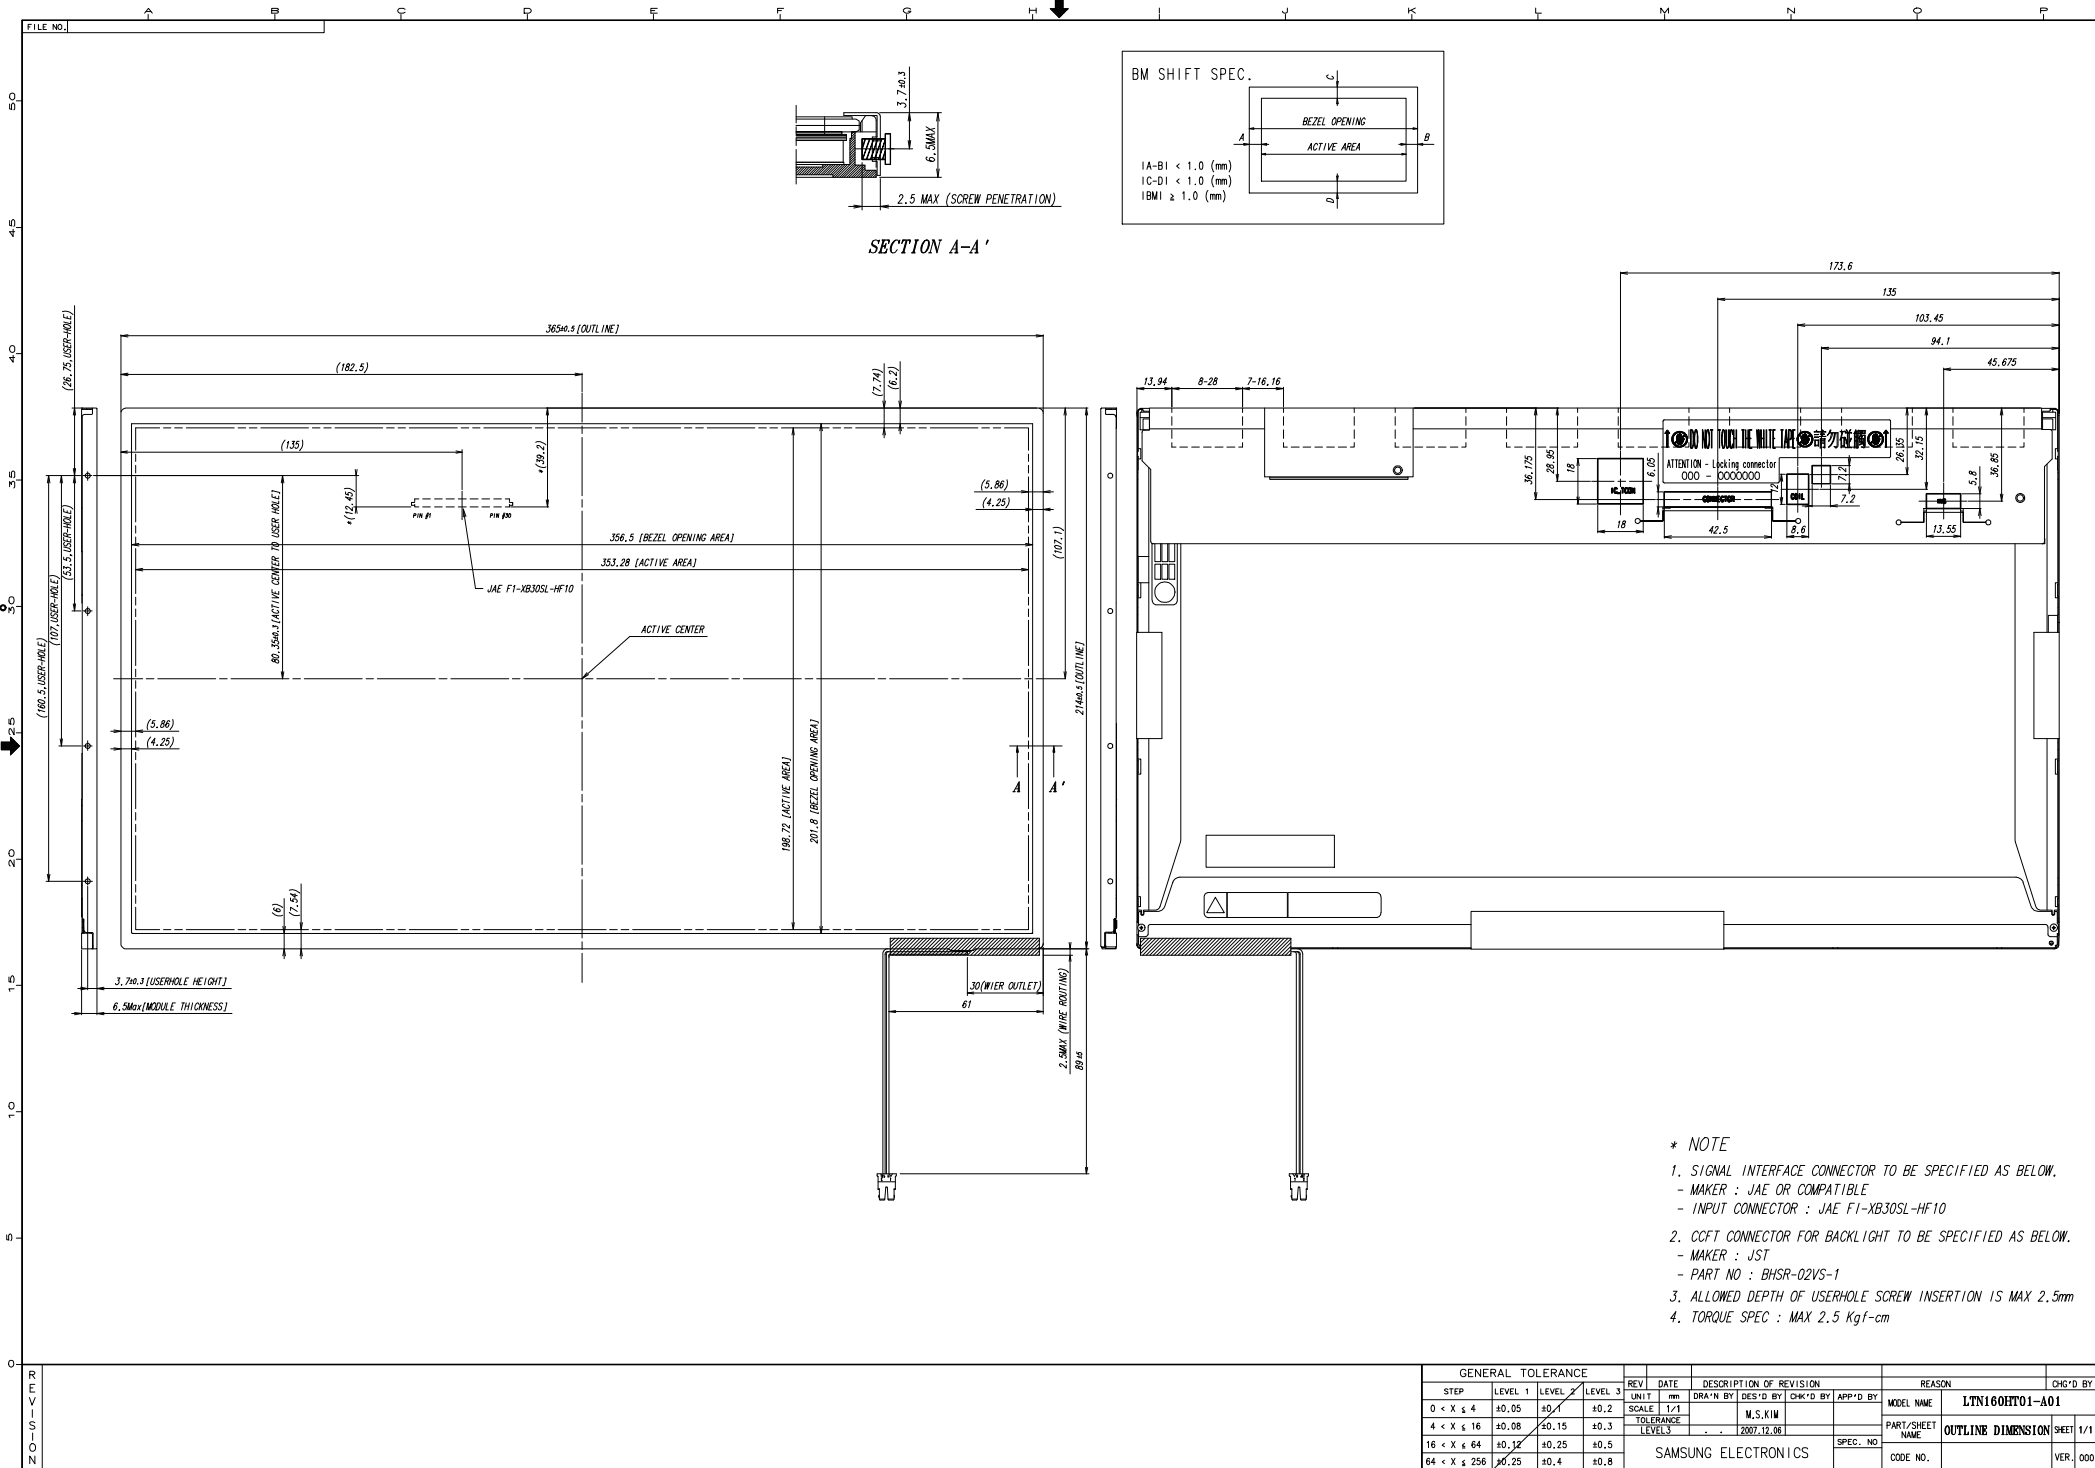 A B C D E F G H I J K L M N O P
FILE NO.
50
45
40
35
30
25
20
15
10
5
0
3.7±0.3
6.5MAX
2.5 MAX (SCREW PENETRATION)
SECTION A-A'
BM SHIFT SPEC.
C
BEZEL OPENING
A
B
ACTIVE AREA
D
IA-BI < 1.0 (mm)
IC-DI < 1.0 (mm)
IBMI ≥ 1.0 (mm)
365±0.5 [OUTLINE]
(182.5)
(7.74)
(6.2)
(135)
*(39.2)
*(12.45)
PIN #1
PIN #30
(5.86)
(4.25)
356.5 [BEZEL OPENING AREA]
353.28 [ACTIVE AREA]
JAE F1-XB30SL-HF10
ACTIVE CENTER
(107.1)
214±0.5 [OUTLINE]
80.35±0.3 [ACTIVE CENTER TO USER HOLE]
(26.75,USER-HOLE)
(53.5,USER-HOLE)
(107,USER-HOLE)
(160.5,USER-HOLE)
(5.86)
(4.25)
198.72 [ACTIVE AREA]
201.8 [BEZEL OPENING AREA]
A
A'
(6)
(7.54)
3.7±0.3 [USERHOLE HEIGHT]
6.5Max[MODULE THICKNESS]
30(WIER OUTLET)
61
2.5MAX (WIRE ROUTING)
89±5
173.6
135
103.45
94.1
45.675
13.94
8-28
7-16.16
DO NOT TOUCH THE WHITE TAPE 請勿碰觸
ATTENTION - Locking connector
000 - 0000000
36.175
28.95
18
6.05
IC_TCON
CONNECTOR
12
COIL
7.2
26.35
32.15
5.8
36.85
18
42.5
8.6
7.2
13.55
* NOTE
1. SIGNAL INTERFACE CONNECTOR TO BE SPECIFIED AS BELOW.
- MAKER : JAE OR COMPATIBLE
- INPUT CONNECTOR : JAE F1-XB30SL-HF10
2. CCFT CONNECTOR FOR BACKLIGHT TO BE SPECIFIED AS BELOW.
- MAKER : JST
- PART NO : BHSR-02VS-1
3. ALLOWED DEPTH OF USERHOLE SCREW INSERTION IS MAX 2.5mm
4. TORQUE SPEC : MAX 2.5 Kgf-cm
REVISION
GENERAL TOLERANCE
STEP LEVEL 1 LEVEL 2 LEVEL 3
0 < X ≤ 4 ±0.05 ±0.1 ±0.2
4 < X ≤ 16 ±0.08 ±0.15 ±0.3
16 < X ≤ 64 ±0.12 ±0.25 ±0.5
64 < X ≤ 256 ±0.25 ±0.4 ±0.8
REV DATE DESCRIPTION OF REVISION REASON CHG'D BY
UNIT mm DRA'N BY DES'D BY CHK'D BY APP'D BY
SCALE 1/1 M.S.KIM
TOLERANCE
LEVEL3 . . 2007.12.06
SAMSUNG ELECTRONICS
SPEC. NO
MODEL NAME LTN160HT01-A01
PART/SHEET NAME OUTLINE DIMENSION SHEET 1/1
CODE NO. VER. 000